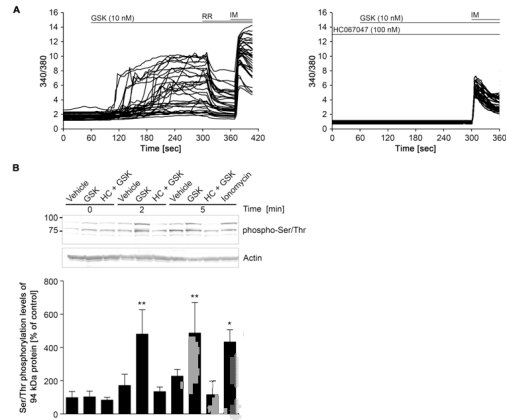 A
GSK (10 nM)
RR
IM
340/380
16
14
12
10
8
6
4
2
0
0 60 120 180 240 300 360 420
Time [sec]
GSK (10 nM)
IM
HC067047 (100 nM)
340/380
16
14
12
10
8
6
4
2
0
0 60 120 180 240 300 360
Time [sec]
B
Vehicle GSK HC + GSK Vehicle GSK HC + GSK Vehicle GSK HC + GSK Ionomycin
0 2 5 Time [min]
100
75
phospho-Ser/Thr
Actin
Ser/Thr phosphorylation levels of
94 kDa protein [% of control]
800
600
400
200
0
** ** *